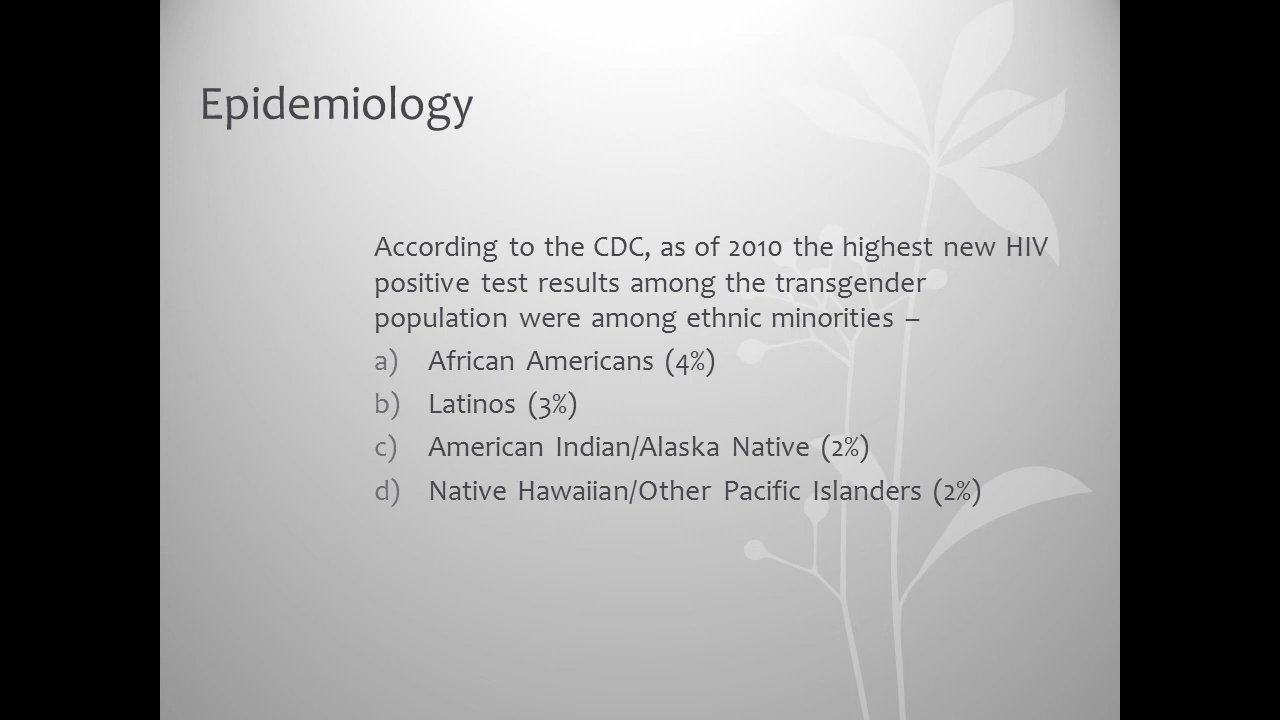 Epidemiology
According to the CDC, as of 2010 the highest new HIV
positive test results among the transgender
population were among ethnic minorities –
a) African Americans (4%)
b) Latinos (3%)
c) American Indian/Alaska Native (2%)
d) Native Hawaiian/Other Pacific Islanders (2%)